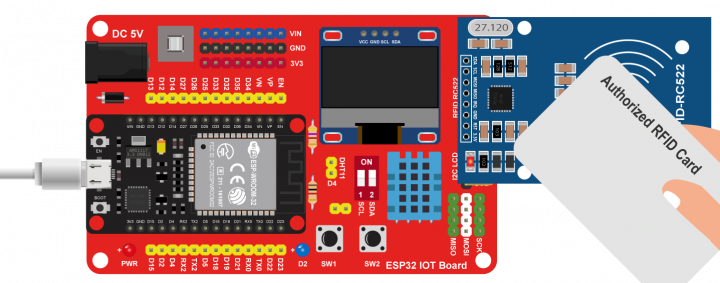 DC 5V
VIN
GND
3V3
D13
D12
D14
D27
D26
D25
D33
D32
D35
D34
VN
VP
EN
VCC GND SCL SDA
27.120
RFID RC522
ID-RC522
Authorized RFID Card
EN
BOOT
ESP-WROOM-32
DHT11
D4
ON
1 2
SCL
SDA
I2C LCD
MISO
MOSI
SCK
+
PWR
D15
D2
D4
RX2
TX2
D5
D18
D19
D21
RX0
TX0
D22
D23
+
D2
SW1
SW2
ESP32 IOT Board